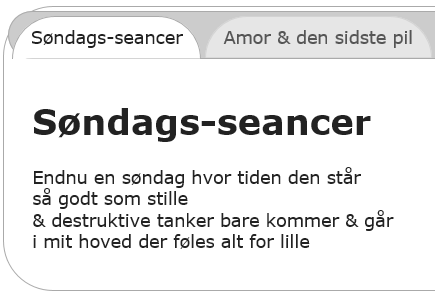 Søndags-seancer
Amor & den sidste pil
Søndags-seancer
Endnu en søndag hvor tiden den står
så godt som stille
& destruktive tanker bare kommer & går
i mit hoved der føles alt for lille